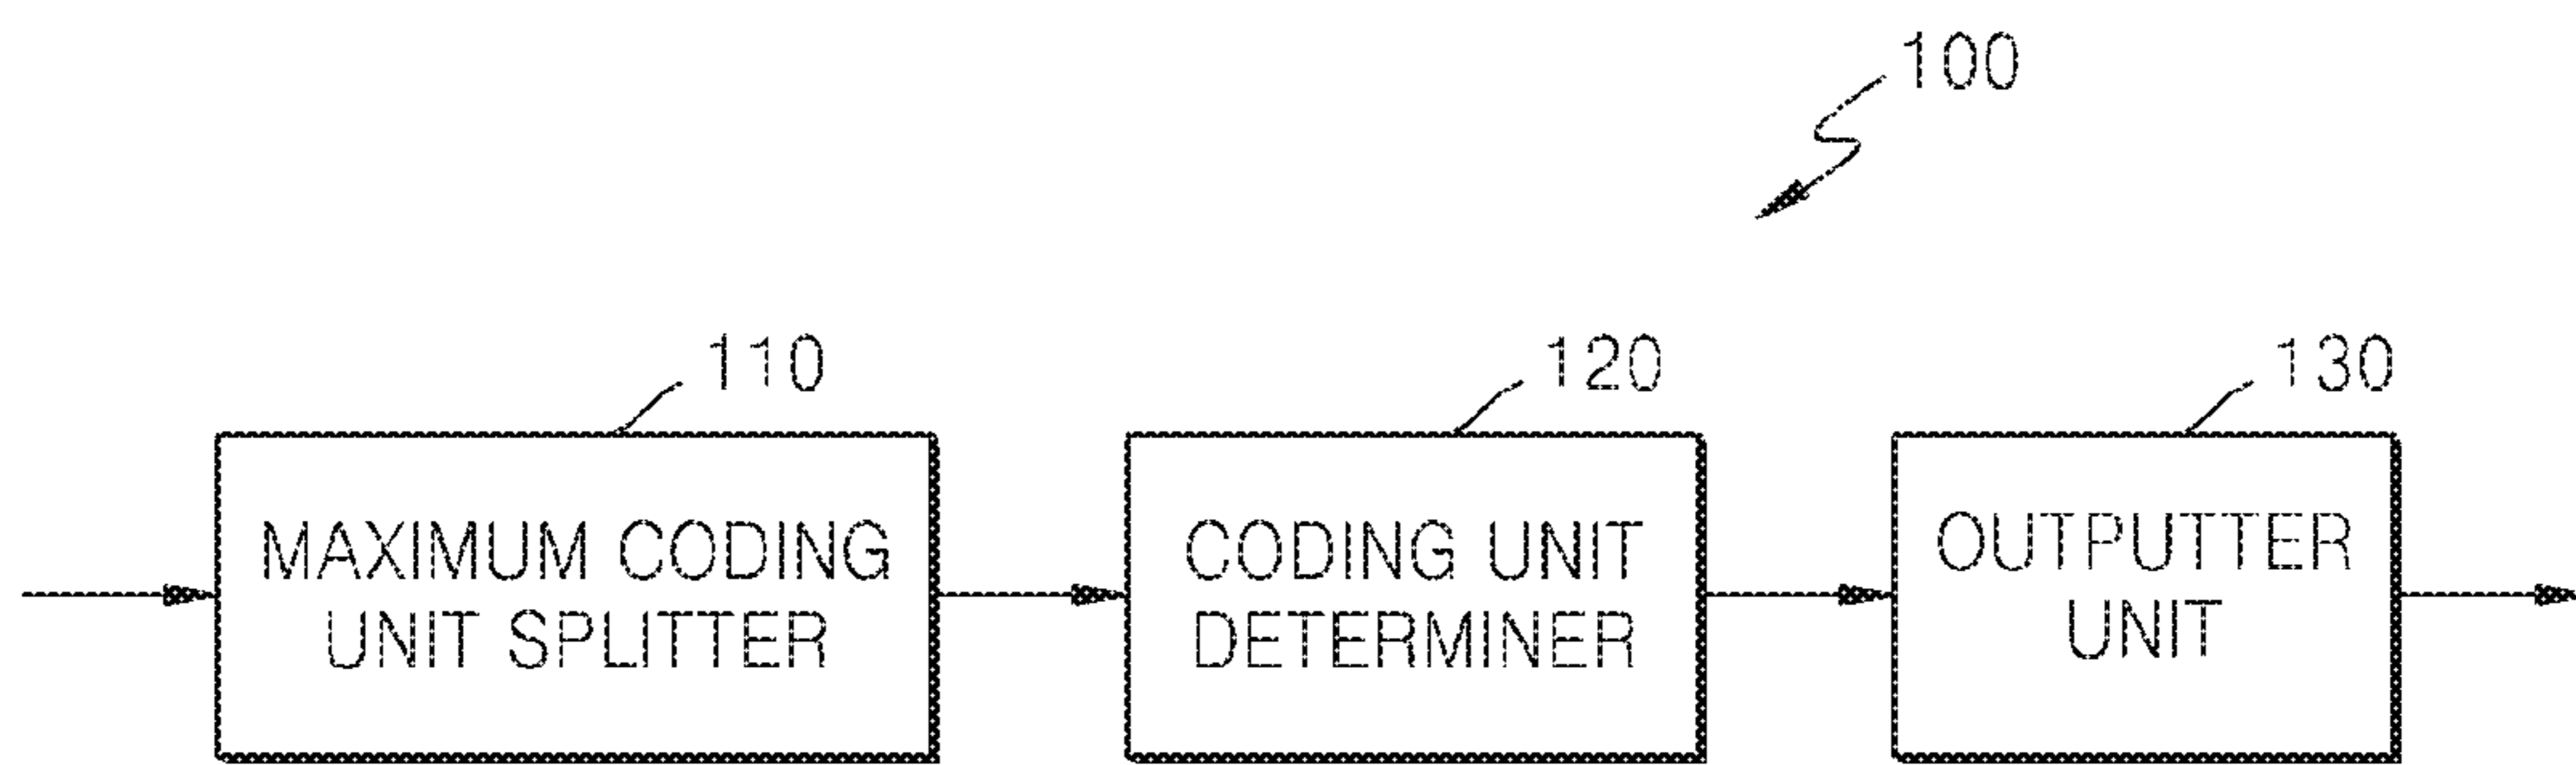 100
110
120
130
MAXIMUM CODING
UNIT SPLITTER
CODING UNIT
DETERMINER
OUTPUTTER
UNIT